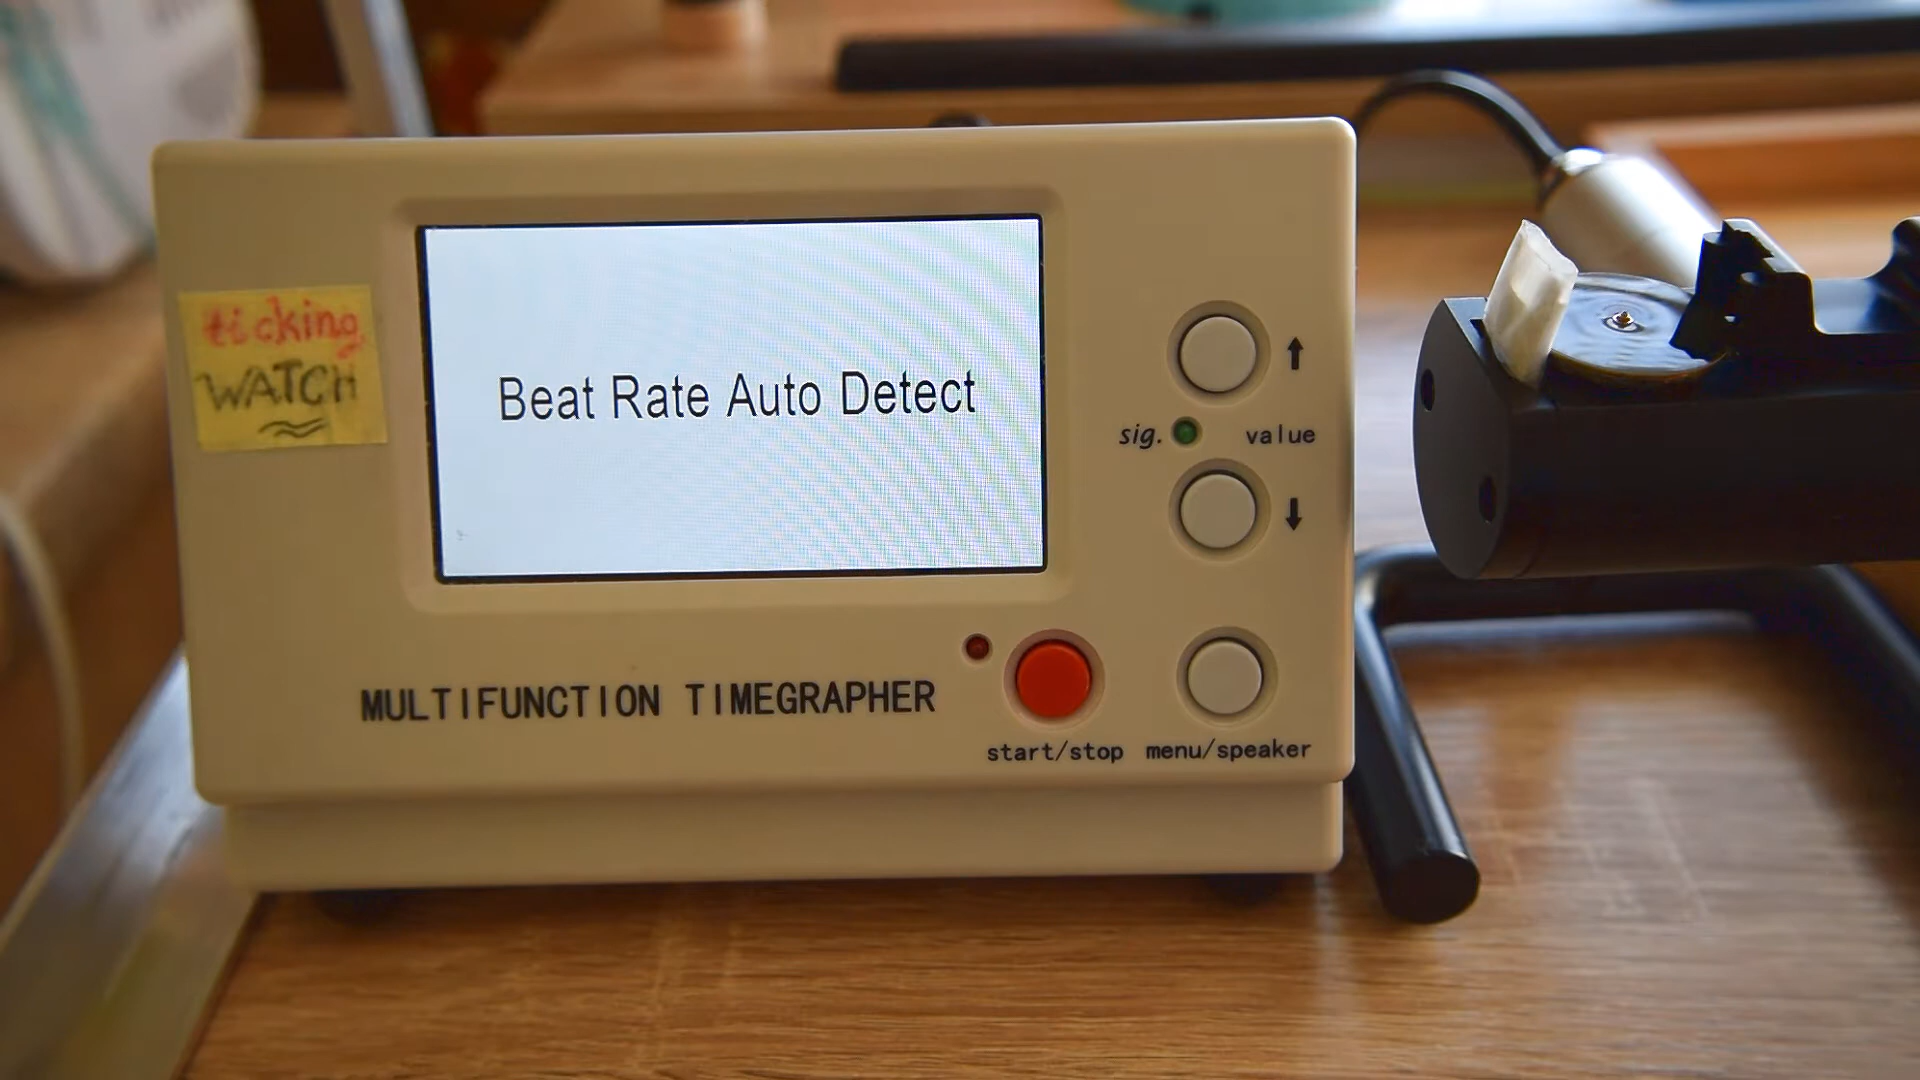 ticking
WATCH
Beat Rate Auto Detect
↑
sig.
value
↓
MULTIFUNCTION TIMEGRAPHER
start/stop
menu/speaker